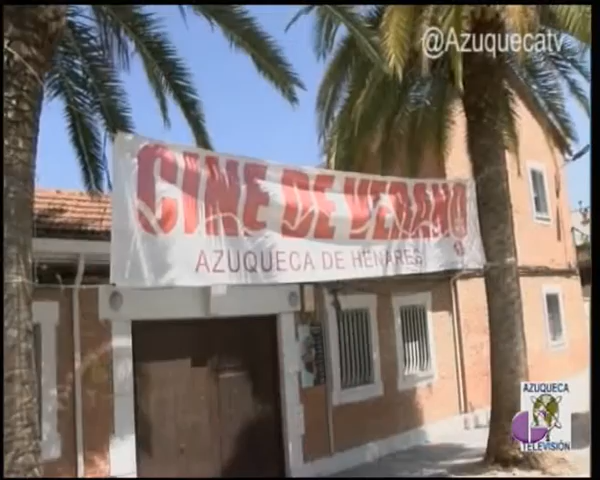 @Azuquecatv
CINE DE VERANO
AZUQUECA DE HENARES
AZUQUECA
TELEVISIÓN